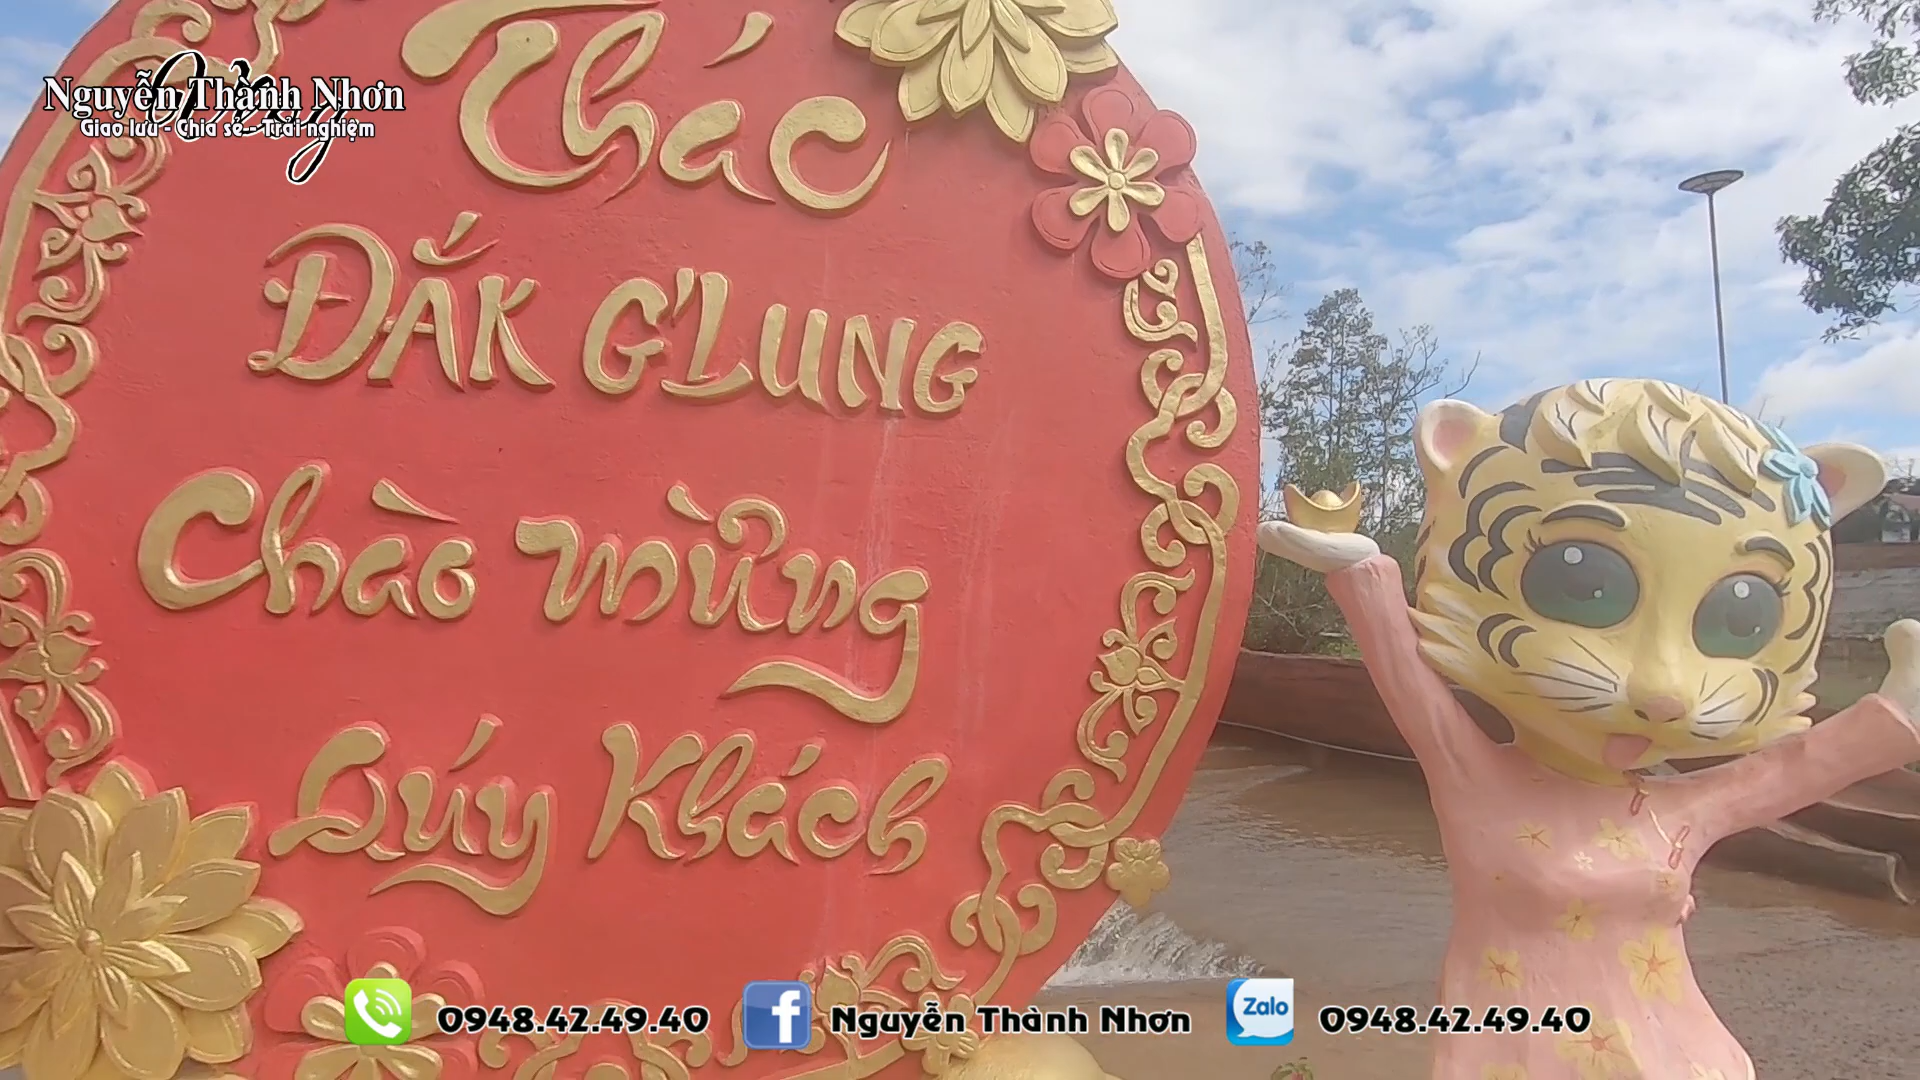 Nguyễn Thành Nhơn
Giao lưu - Chia sẻ - Trải nghiệm
Thác
ĐẮK G'LUNG
Chào mừng
Quý Khách
0948.42.49.40
Nguyễn Thành Nhơn
Zalo
0948.42.49.40